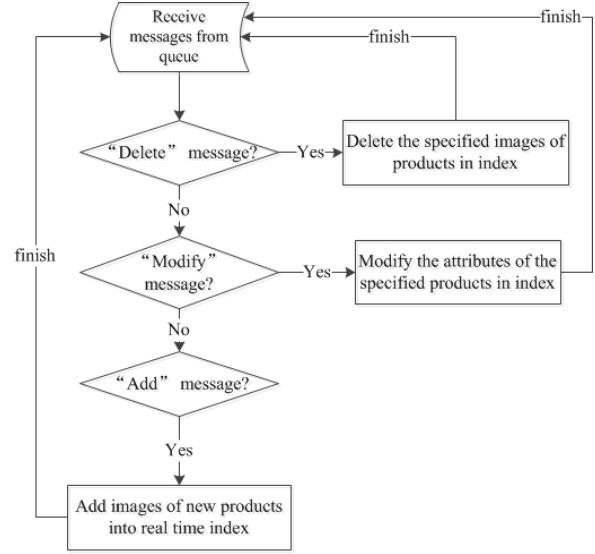 Receive
messages from
queue
finish
finish
“Delete” message?
Yes
Delete the specified images of
products in index
No
finish
“Modify”
message?
Yes
Modify the attributes of the
specified products in index
No
“Add” message?
Yes
Add images of new products
into real time index